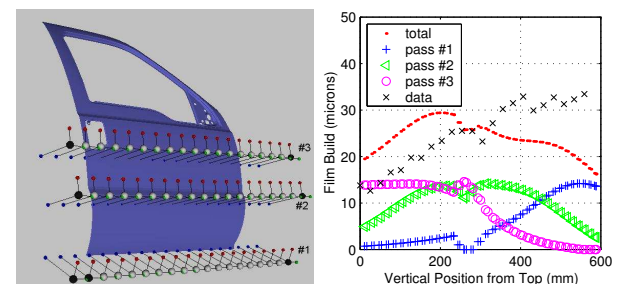 #3
#2
#1
50
40
30
20
10
0
Film Build (microns)
total
pass #1
pass #2
pass #3
data
0 200 400 600
Vertical Position from Top (mm)